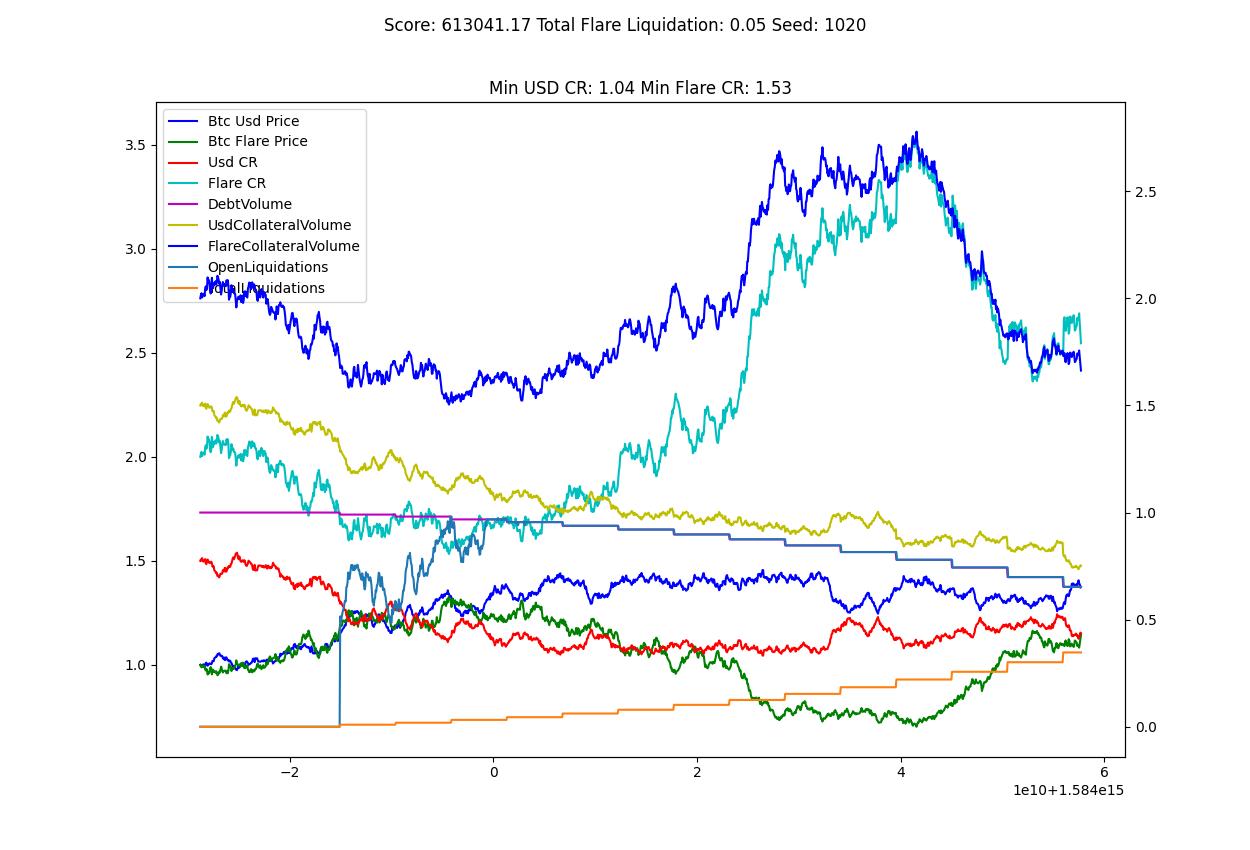 Score: 613041.17 Total Flare Liquidation: 0.05 Seed: 1020
Min USD CR: 1.04 Min Flare CR: 1.53
Btc Usd Price
Btc Flare Price
Usd CR
Flare CR
DebtVolume
UsdCollateralVolume
FlareCollateralVolume
OpenLiquidations
TotalLiquidations
3.5
3.0
2.5
2.0
1.5
1.0
2.5
2.0
1.5
1.0
0.5
0.0
−2 0 2 4 6
1e10+1.584e15